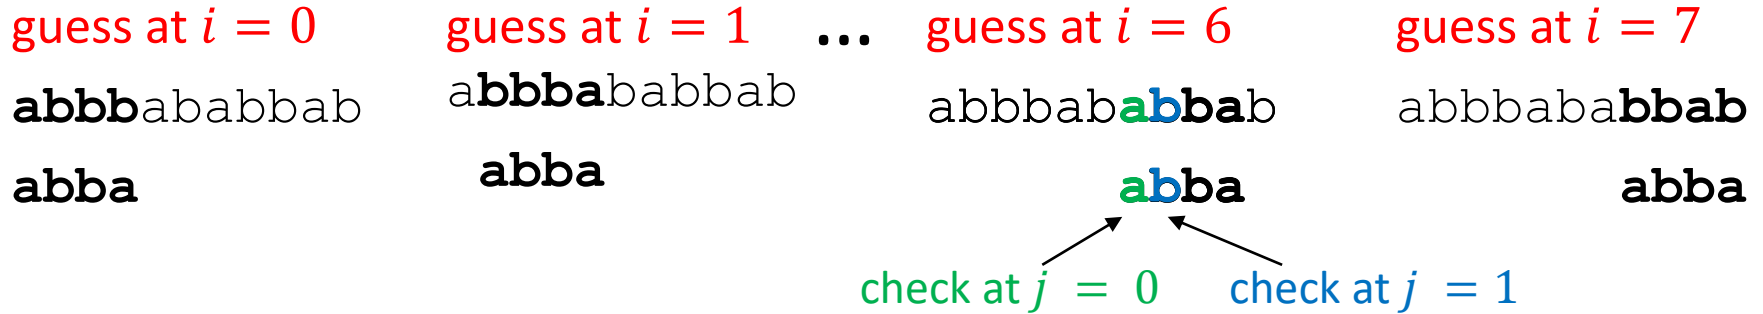 guess at i = 0 guess at i = 1 ... guess at i = 6 guess at i = 7
abbbababbab abbbababbab abbbababbab abbbababbab
abba abba abba abba
check at j = 0 check at j = 1